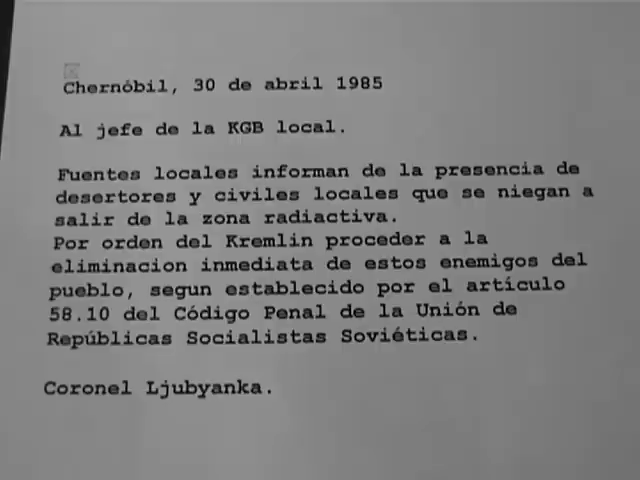 Chernóbil, 30 de abril 1985
Al jefe de la KGB local.
Fuentes locales informan de la presencia de
desertores y civiles locales que se niegan a
salir de la zona radiactiva.
Por orden del Kremlin proceder a la
eliminacion inmediata de estos enemigos del
pueblo, segun establecido por el artículo
58.10 del Código Penal de la Unión de
Repúblicas Socialistas Soviéticas.
Coronel Ljubyanka.